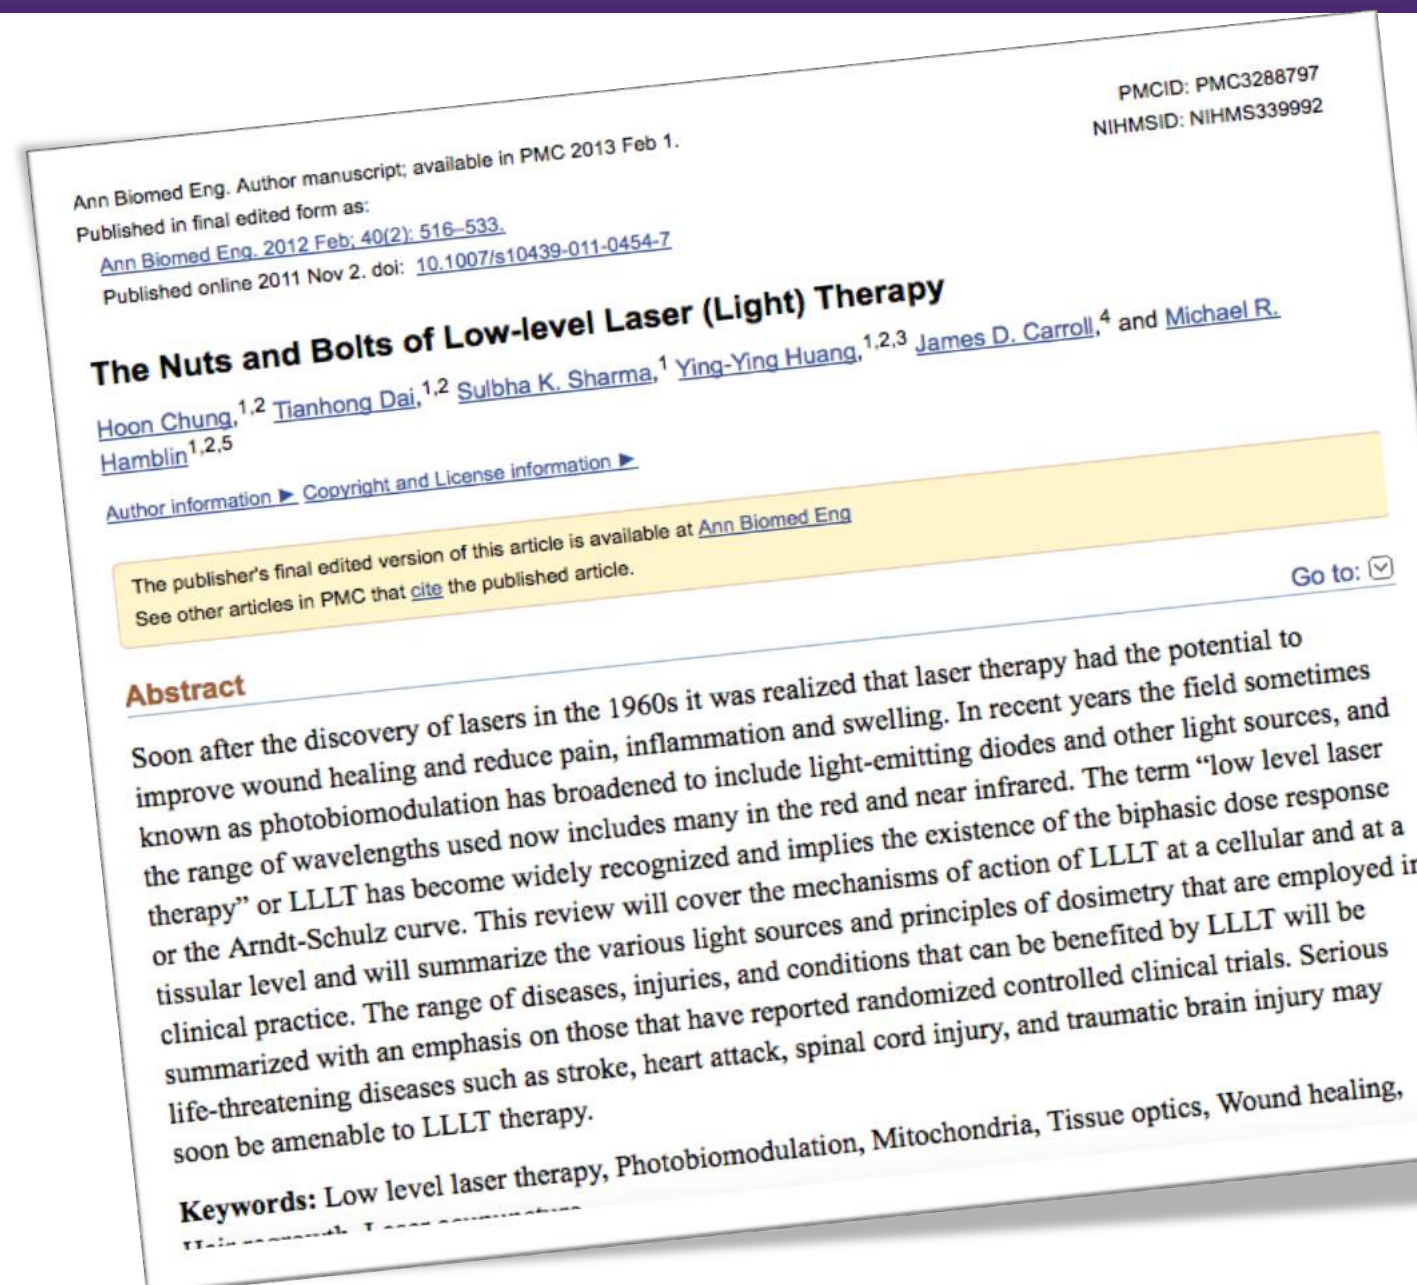 PMCID: PMC3288797
NIHMSID: NIHMS339992
Ann Biomed Eng. Author manuscript; available in PMC 2013 Feb 1.
Published in final edited form as:
Ann Biomed Eng. 2012 Feb; 40(2): 516–533.
Published online 2011 Nov 2. doi: 10.1007/s10439-011-0454-7
The Nuts and Bolts of Low-level Laser (Light) Therapy
Hoon Chung,1,2 Tianhong Dai,1,2 Sulbha K. Sharma,1 Ying-Ying Huang,1,2,3 James D. Carroll,4 and Michael R.
Hamblin1,2,5
Author information ► Copyright and License information ►
The publisher's final edited version of this article is available at Ann Biomed Eng
See other articles in PMC that cite the published article.
Go to:
Abstract
Soon after the discovery of lasers in the 1960s it was realized that laser therapy had the potential to
improve wound healing and reduce pain, inflammation and swelling. In recent years the field sometimes
known as photobiomodulation has broadened to include light-emitting diodes and other light sources, and
the range of wavelengths used now includes many in the red and near infrared. The term “low level laser
therapy” or LLLT has become widely recognized and implies the existence of the biphasic dose response
or the Arndt-Schulz curve. This review will cover the mechanisms of action of LLLT at a cellular and at a
tissular level and will summarize the various light sources and principles of dosimetry that are employed in
clinical practice. The range of diseases, injuries, and conditions that can be benefited by LLLT will be
summarized with an emphasis on those that have reported randomized controlled clinical trials. Serious
life-threatening diseases such as stroke, heart attack, spinal cord injury, and traumatic brain injury may
soon be amenable to LLLT therapy.
Keywords: Low level laser therapy, Photobiomodulation, Mitochondria, Tissue optics, Wound healing,